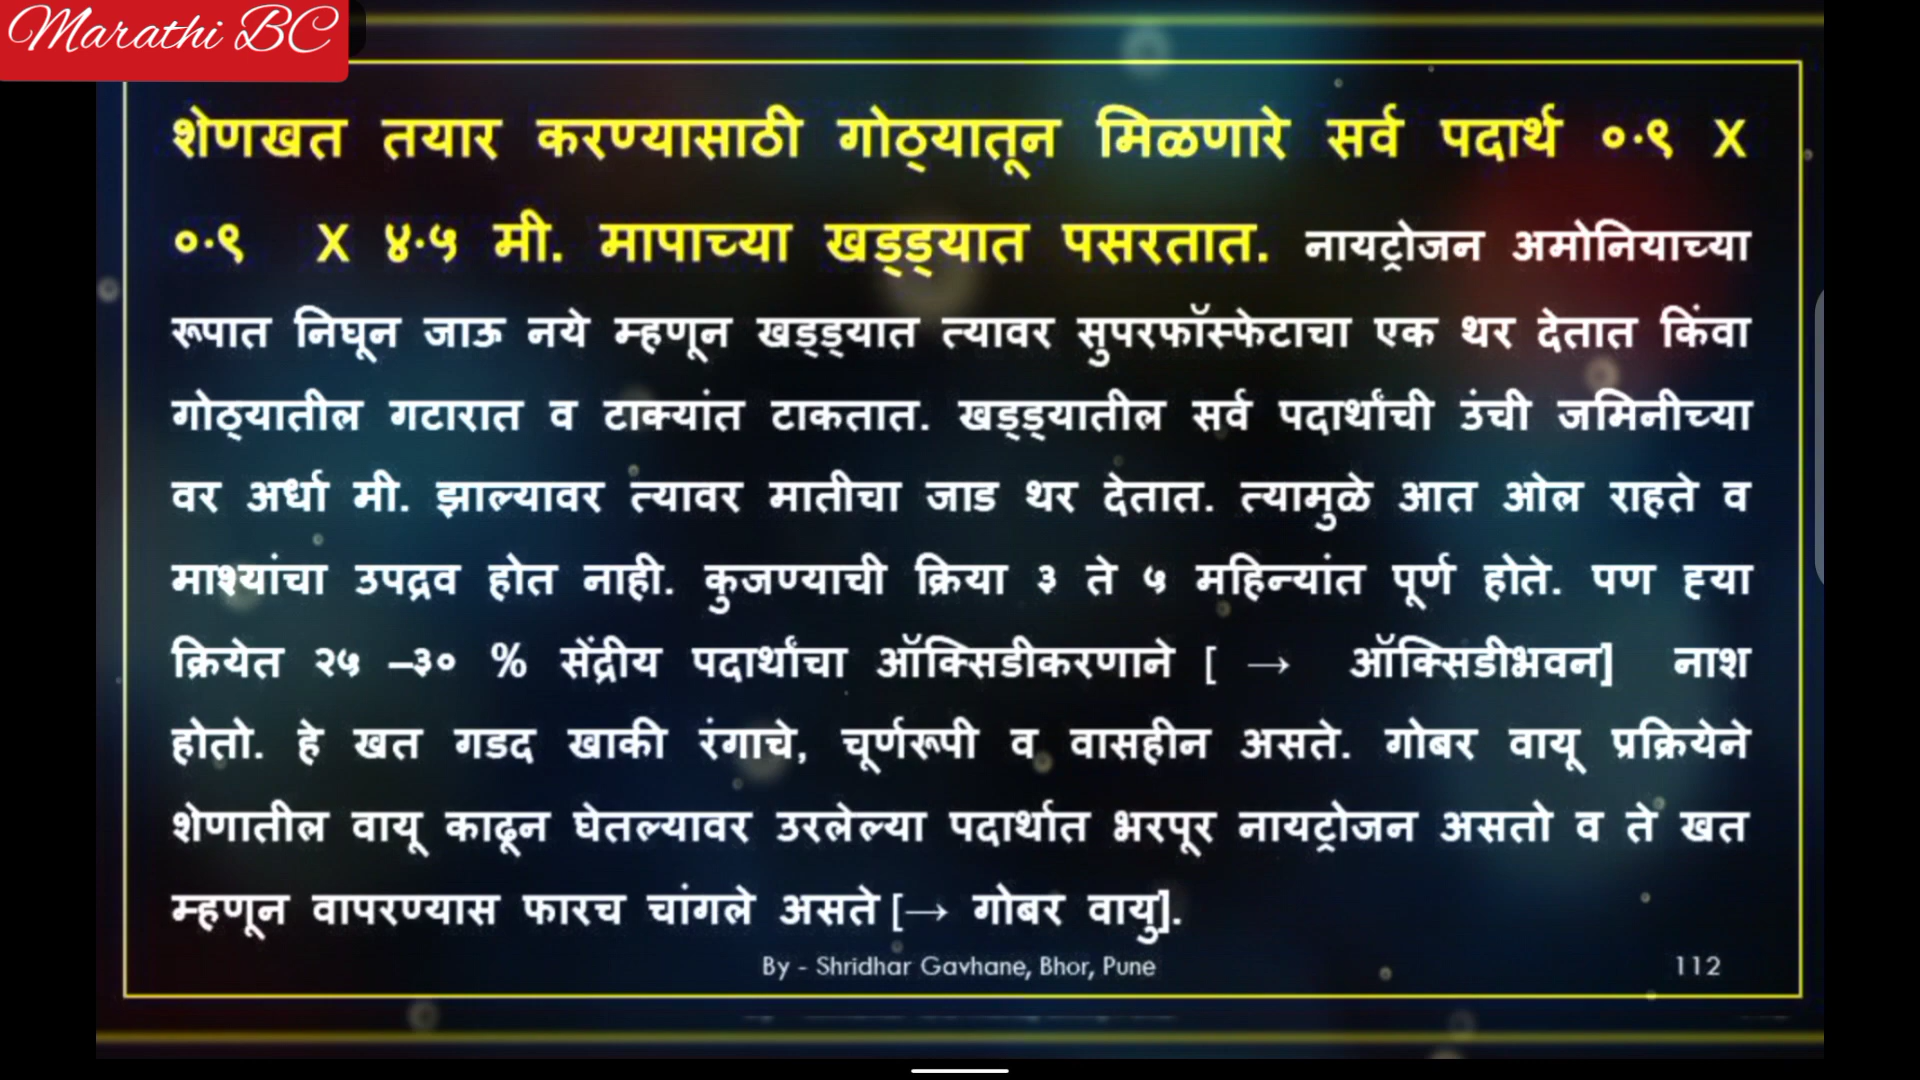 Marathi BC
शेणखत तयार करण्यासाठी गोठ्यातून मिळणारे सर्व पदार्थ ०·९ X
०·९ X ४·५ मी. मापाच्या खड्ड्यात पसरतात. नायट्रोजन अमोनियाच्या
रूपात निघून जाऊ नये म्हणून खड्ड्यात त्यावर सुपरफॉस्फेटाचा एक थर देतात किंवा
गोठ्यातील गटारात व टाक्यांत टाकतात. खड्ड्यातील सर्व पदार्थांची उंची जमिनीच्या
वर अर्धा मी. झाल्यावर त्यावर मातीचा जाड थर देतात. त्यामुळे आत ओल राहते व
माश्यांचा उपद्रव होत नाही. कुजण्याची क्रिया ३ ते ५ महिन्यांत पूर्ण होते. पण ह्या
क्रियेत २५ –३० % सेंद्रीय पदार्थांचा ऑक्सिडीकरणाने [ → ऑक्सिडीभवन] नाश
होतो. हे खत गडद खाकी रंगाचे, चूर्णरूपी व वासहीन असते. गोबर वायू प्रक्रियेने
शेणातील वायू काढून घेतल्यावर उरलेल्या पदार्थात भरपूर नायट्रोजन असतो व ते खत
म्हणून वापरण्यास फारच चांगले असते [→ गोबर वायु].
By - Shridhar Gavhane, Bhor, Pune 112